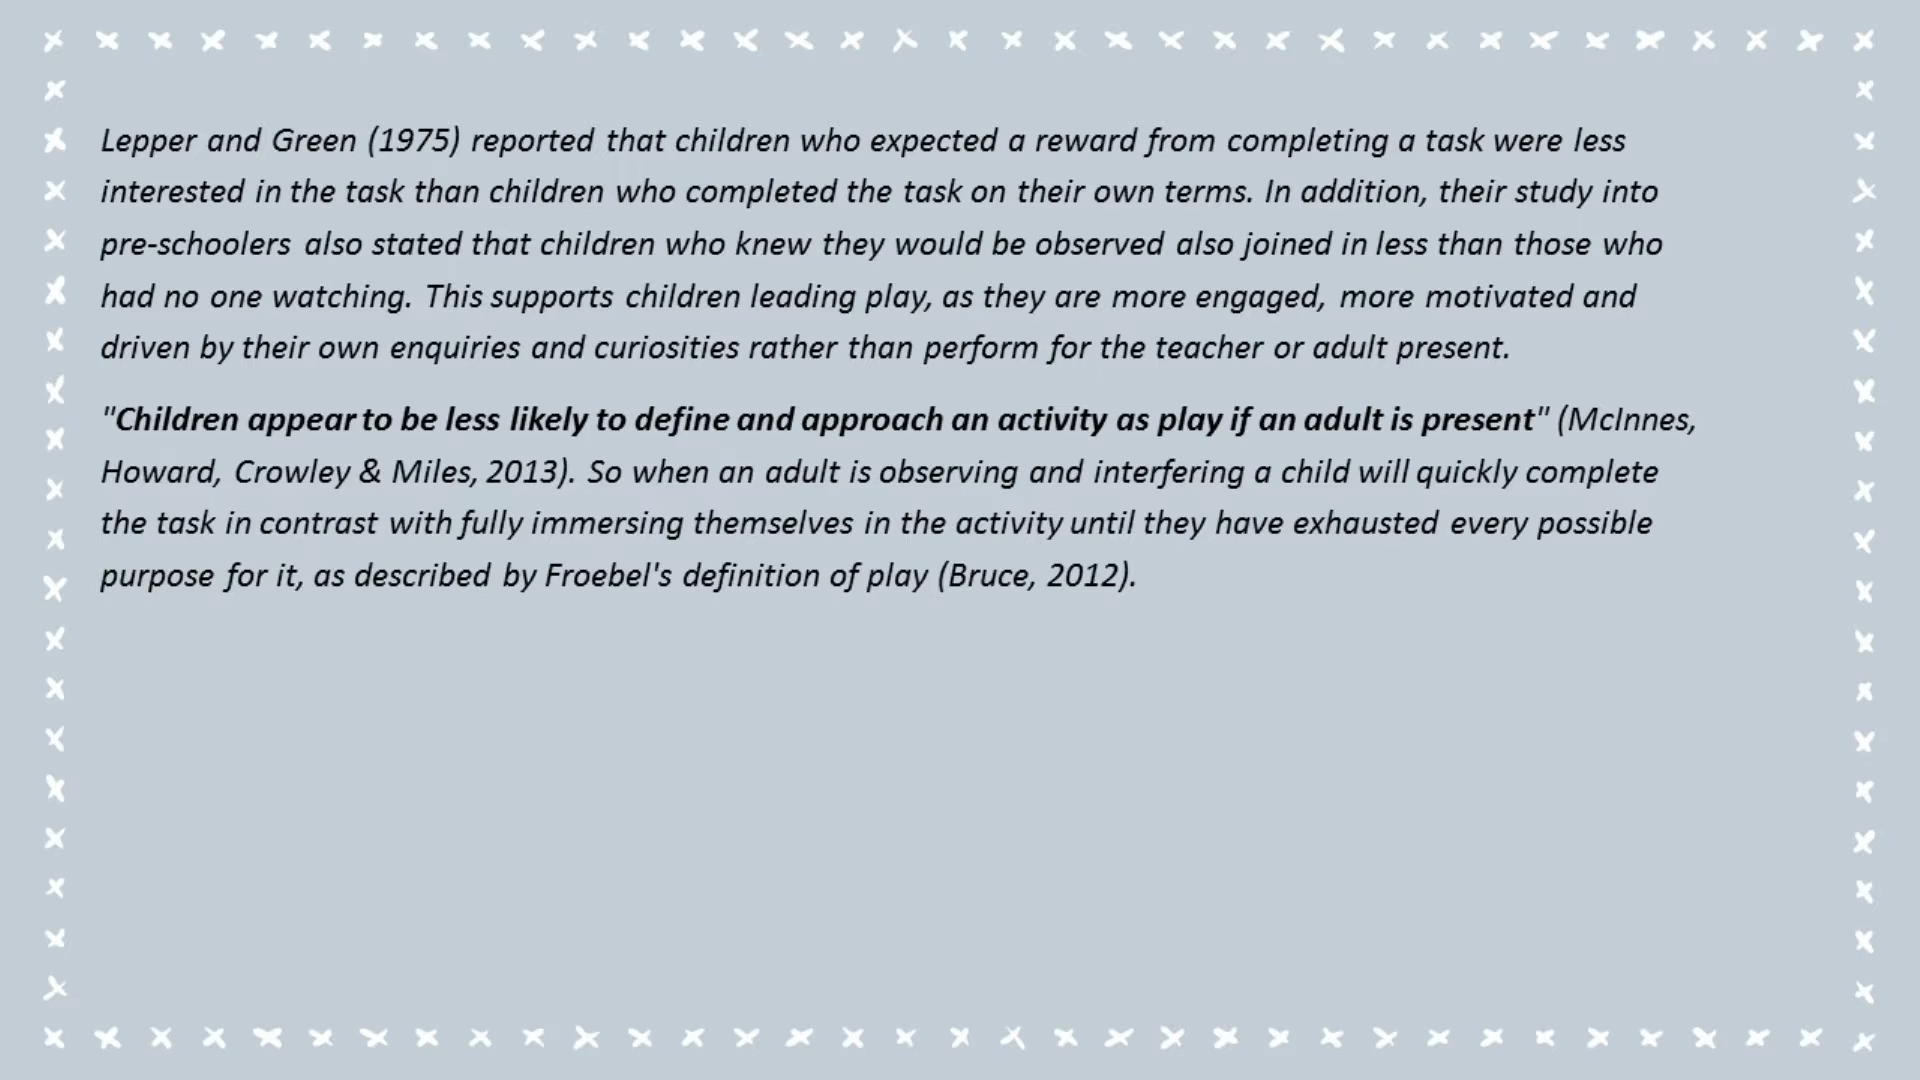 Lepper and Green (1975) reported that children who expected a reward from completing a task were less
interested in the task than children who completed the task on their own terms. In addition, their study into
pre-schoolers also stated that children who knew they would be observed also joined in less than those who
had no one watching. This supports children leading play, as they are more engaged, more motivated and
driven by their own enquiries and curiosities rather than perform for the teacher or adult present.
"Children appear to be less likely to define and approach an activity as play if an adult is present" (McInnes,
Howard, Crowley & Miles, 2013). So when an adult is observing and interfering a child will quickly complete
the task in contrast with fully immersing themselves in the activity until they have exhausted every possible
purpose for it, as described by Froebel's definition of play (Bruce, 2012).